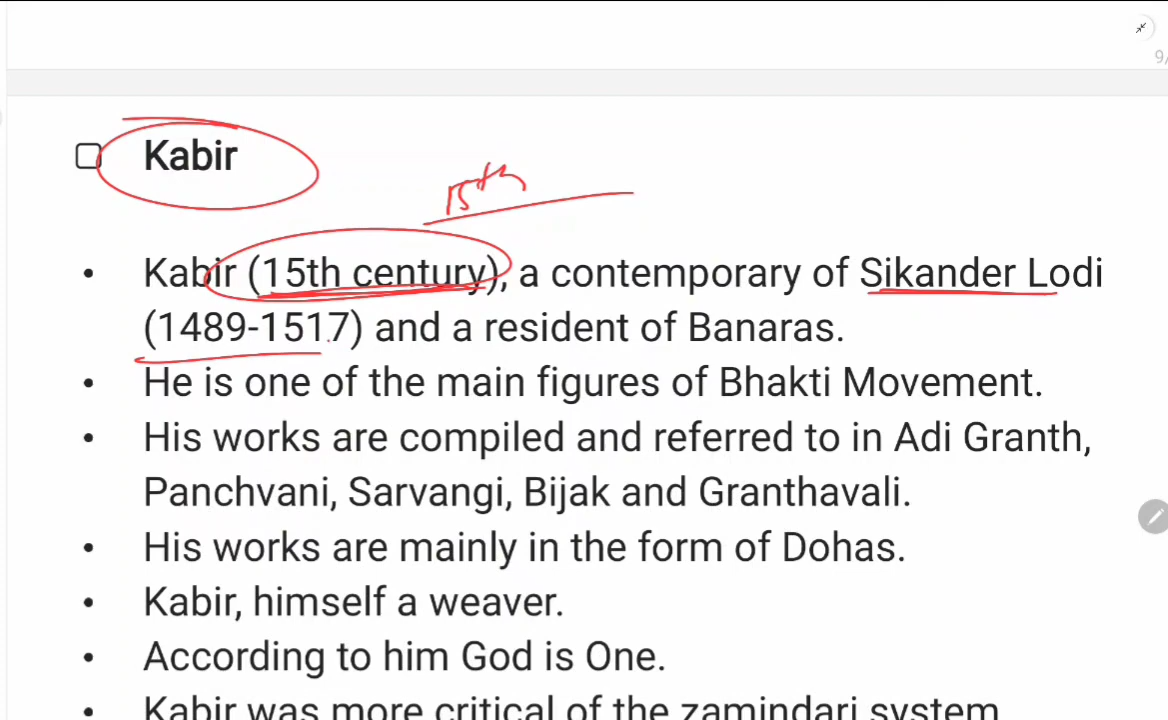 9/
Kabir
15th
• Kabir (15th century), a contemporary of Sikander Lodi
(1489-1517) and a resident of Banaras.
• He is one of the main figures of Bhakti Movement.
• His works are compiled and referred to in Adi Granth,
Panchvani, Sarvangi, Bijak and Granthavali.
• His works are mainly in the form of Dohas.
• Kabir, himself a weaver.
• According to him God is One.
• Kabir was more critical of the zamindari system